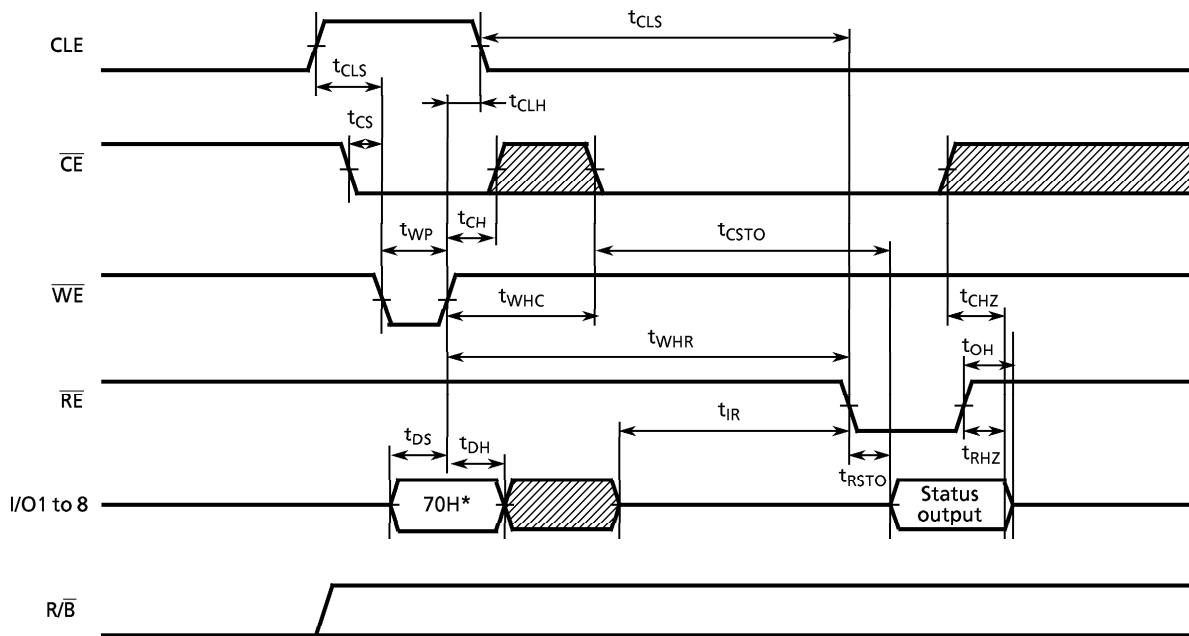 CLE
tCLS
tCLS
tCLH
tCS
CE
tWP
tCH
tCSTO
WE
tWHC
tCHZ
tWHR
tOH
RE
tIR
tDS
tDH
tRSTO
tRHZ
I/O1 to 8
70H*
Status
output
R/B